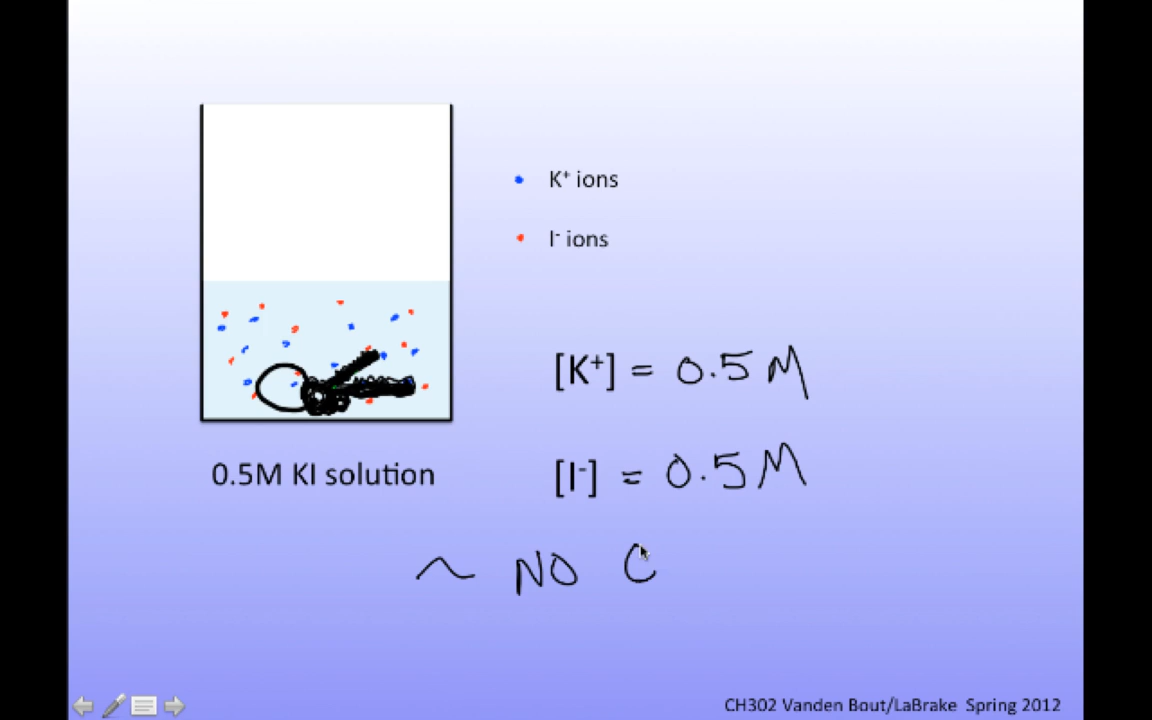 K⁺ ions
I⁻ ions
[K⁺] = 0.5 M
0.5M KI solution
[I⁻] = 0.5 M
~ NO C
CH302 Vanden Bout/LaBrake Spring 2012